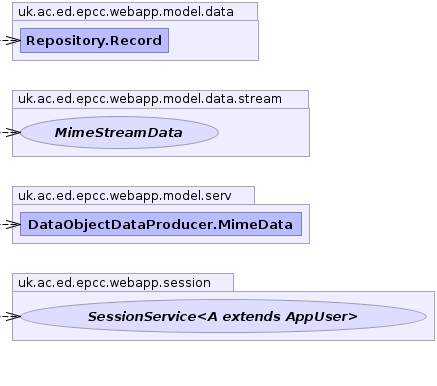 uk.ac.ed.epcc.webapp.model.data
Repository.Record
uk.ac.ed.epcc.webapp.model.data.stream
MimeStreamData
uk.ac.ed.epcc.webapp.model.serv
DataObjectDataProducer.MimeData
uk.ac.ed.epcc.webapp.session
SessionService<A extends AppUser>